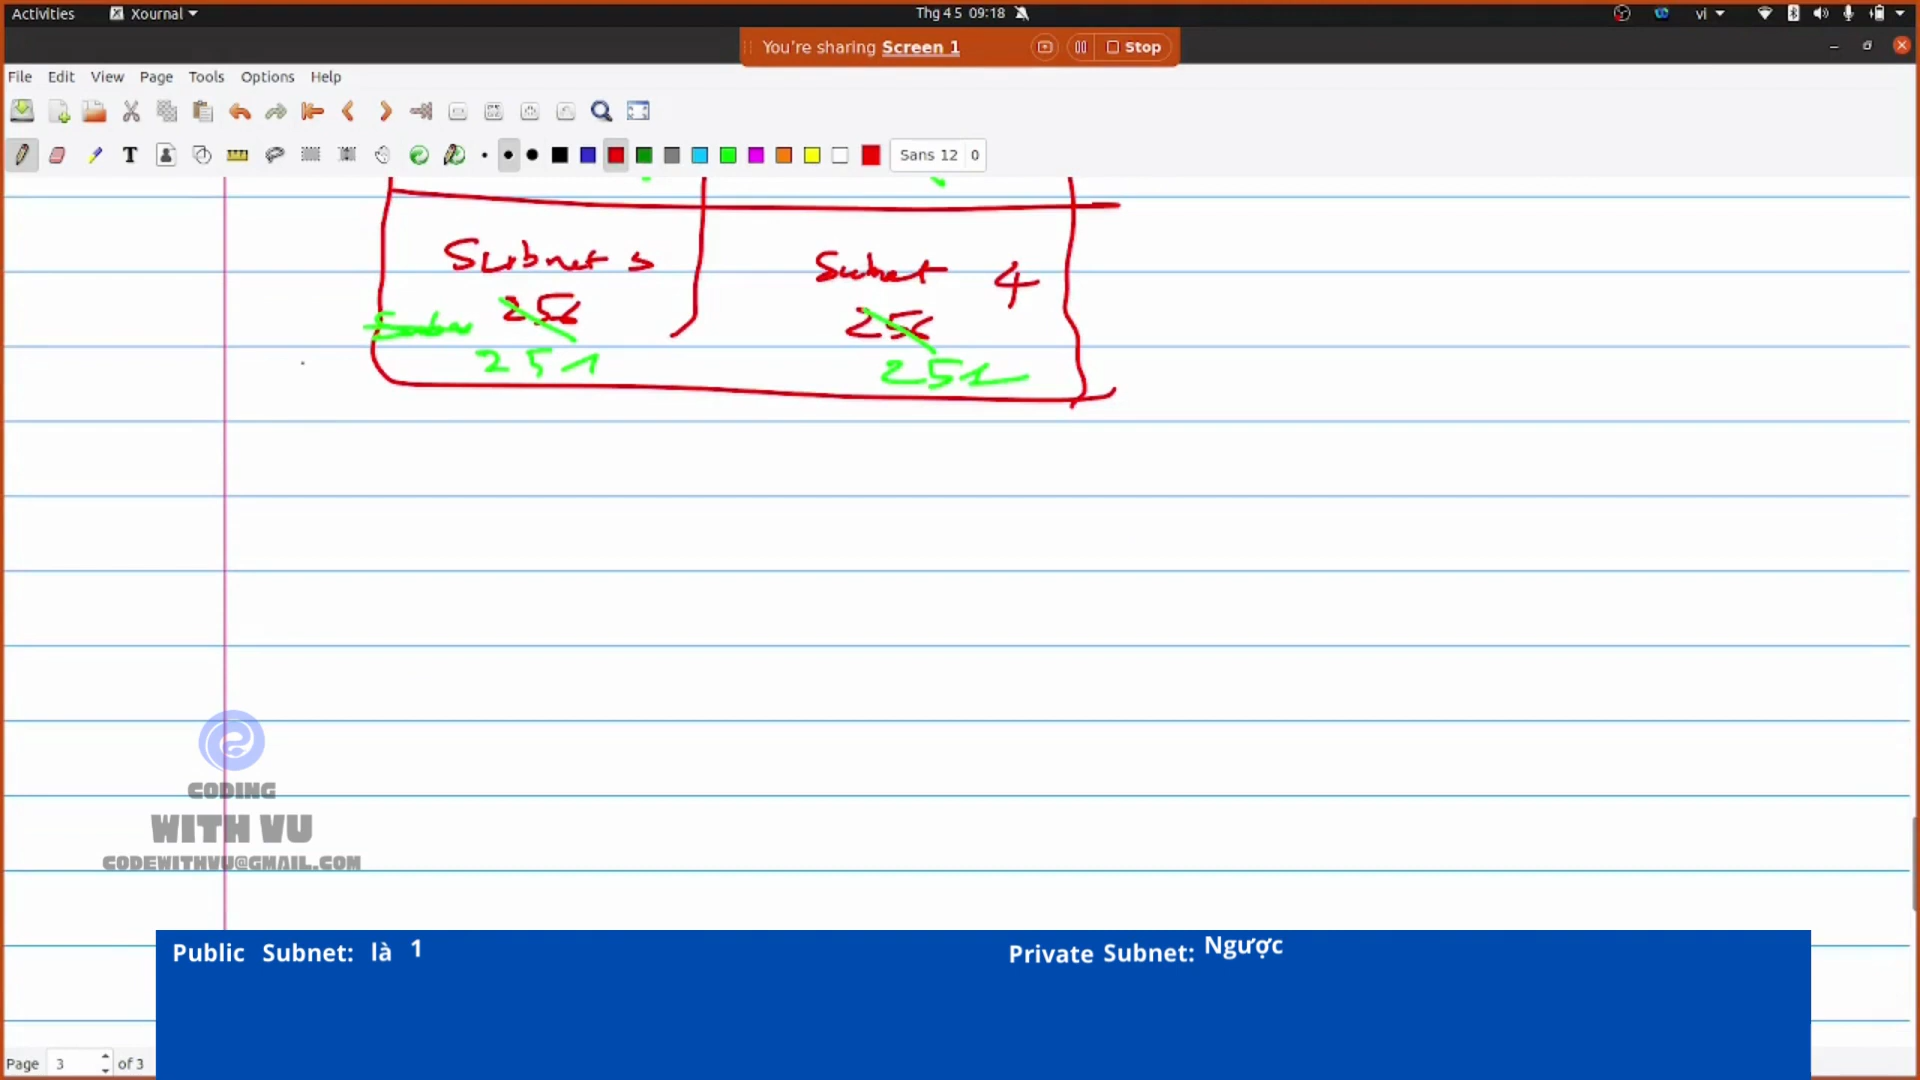 Activities
Xournal
Thg 4 5 09:18
vi
You're sharing Screen 1
Stop
File Edit View Page Tools Options Help
Sans 12 0
Subnet 3
Subnet 4
256
256
251
251
CODING
WITH VU
CODEWITHVU@GMAIL.COM
Public Subnet: là 1
Private Subnet: Ngược
Page 3 of 3